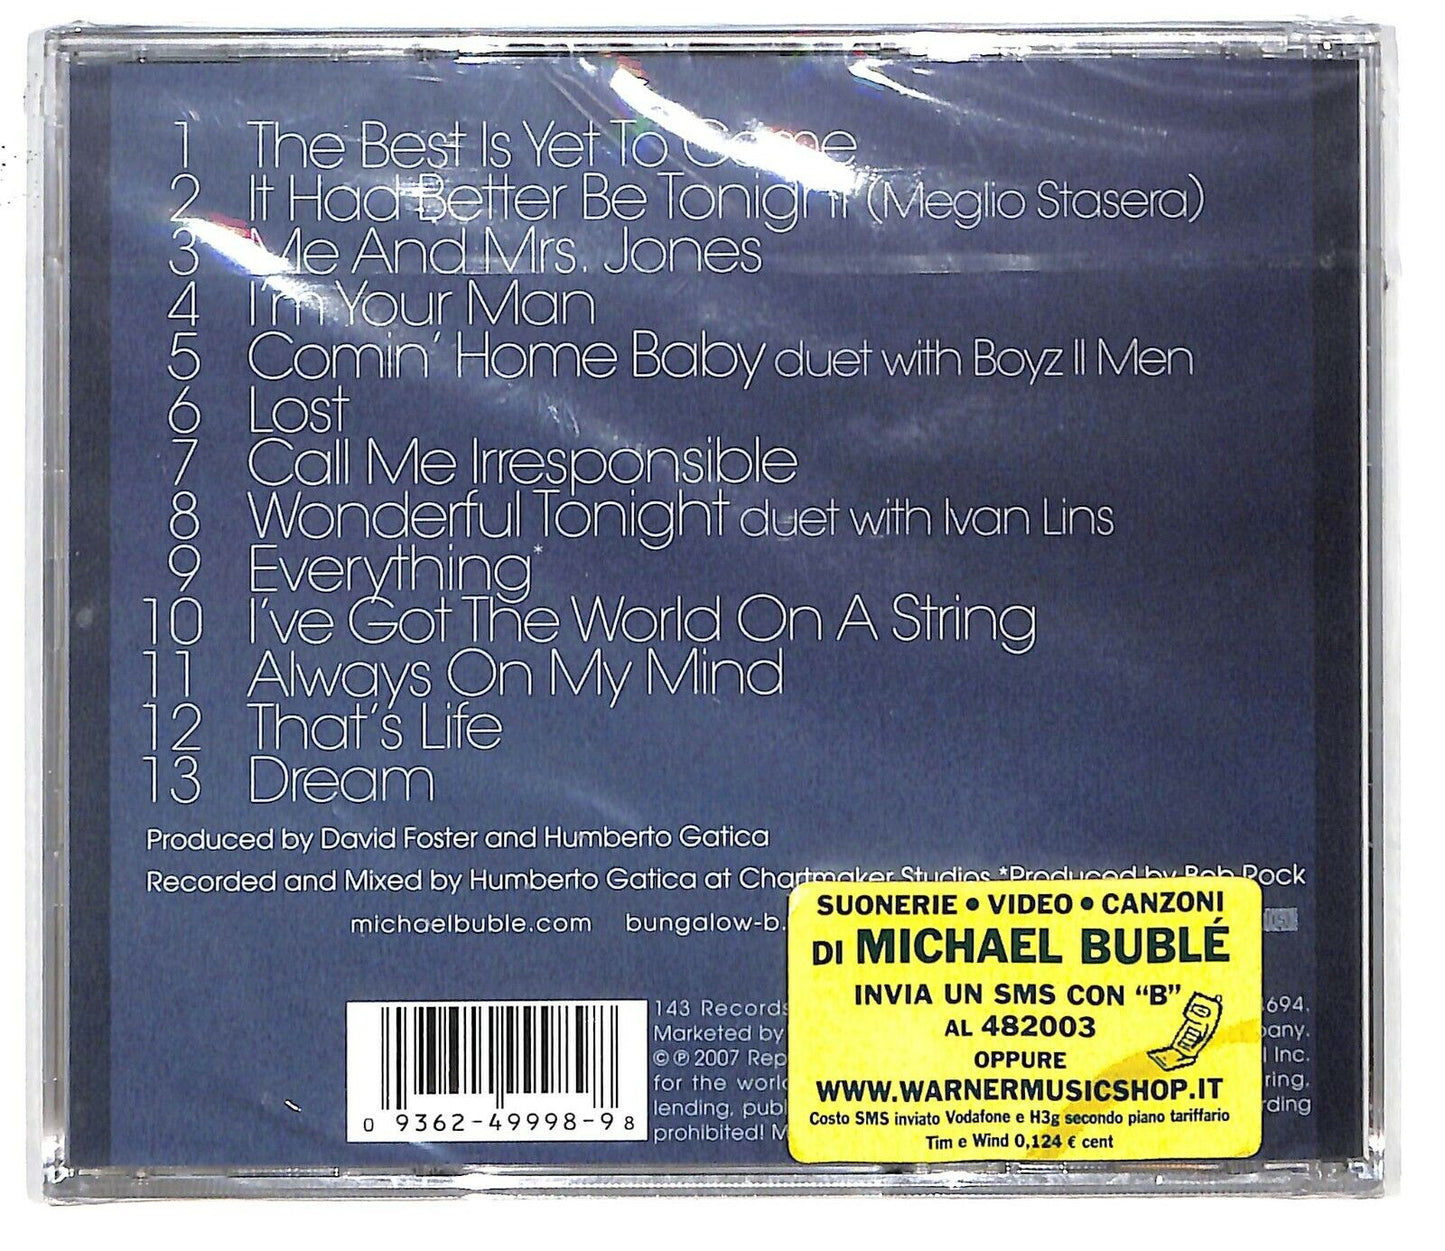 1 The Best Is Yet To Come
2 It Had Better Be Tonight (Meglio Stasera)
3 Me And Mrs. Jones
4 I'm Your Man
5 Comin' Home Baby duet with Boyz II Men
6 Lost
7 Call Me Irresponsible
8 Wonderful Tonight duet with Ivan Lins
9 Everything*
10 I've Got The World On A String
11 Always On My Mind
12 That's Life
13 Dream
Produced by David Foster and Humberto Gatica
Recorded and Mixed by Humberto Gatica at Chartmaker Studios *Produced by Bob Rock
michaelbuble.com bungalow-b.
SUONERIE • VIDEO • CANZONI
DI MICHAEL BUBLÉ
INVIA UN SMS CON "B"
AL 482003
OPPURE
WWW.WARNERMUSICSHOP.IT
Costo SMS inviato Vodafone e H3g secondo piano tariffario
Tim e Wind 0,124 € cent
0 9362-49998-9 8
143 Records 694.
Marketed by
© ℗ 2007 Inc.
for the
lending,
prohibited!